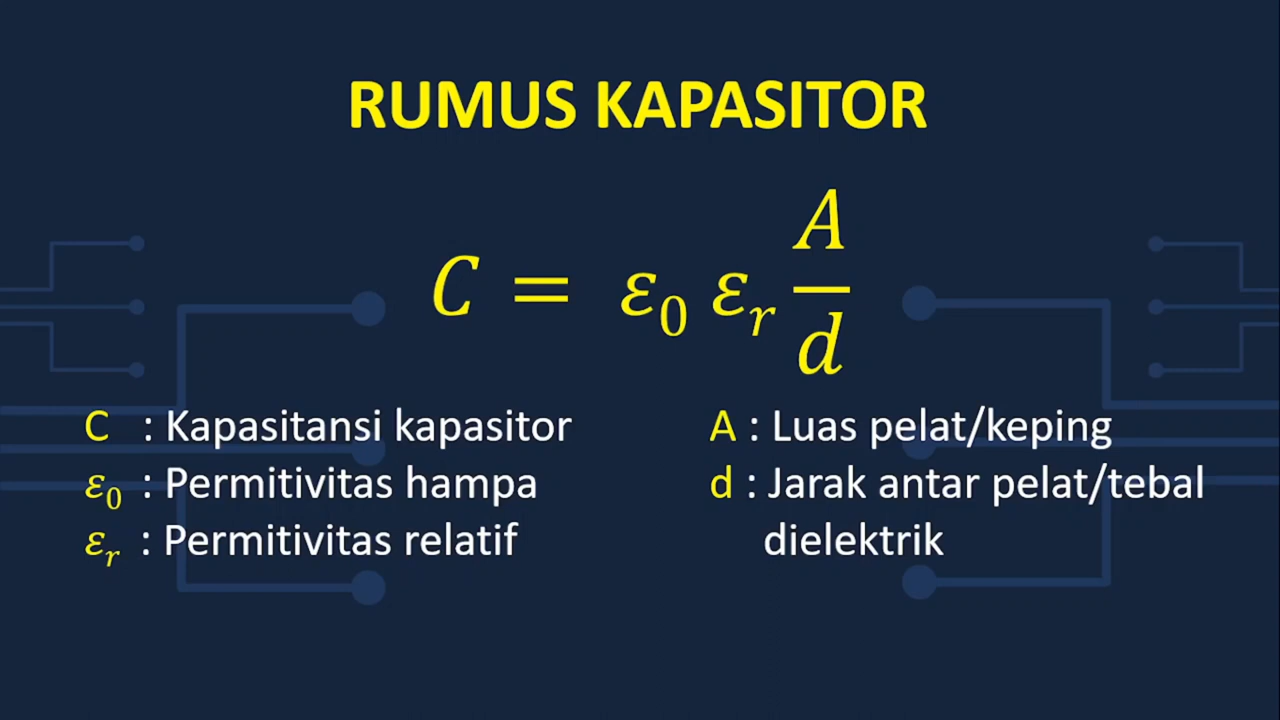 RUMUS KAPASITOR
C = ε₀ εᵣ A/d
C : Kapasitansi kapasitor
ε₀ : Permitivitas hampa
εᵣ : Permitivitas relatif
A : Luas pelat/keping
d : Jarak antar pelat/tebal
dielektrik